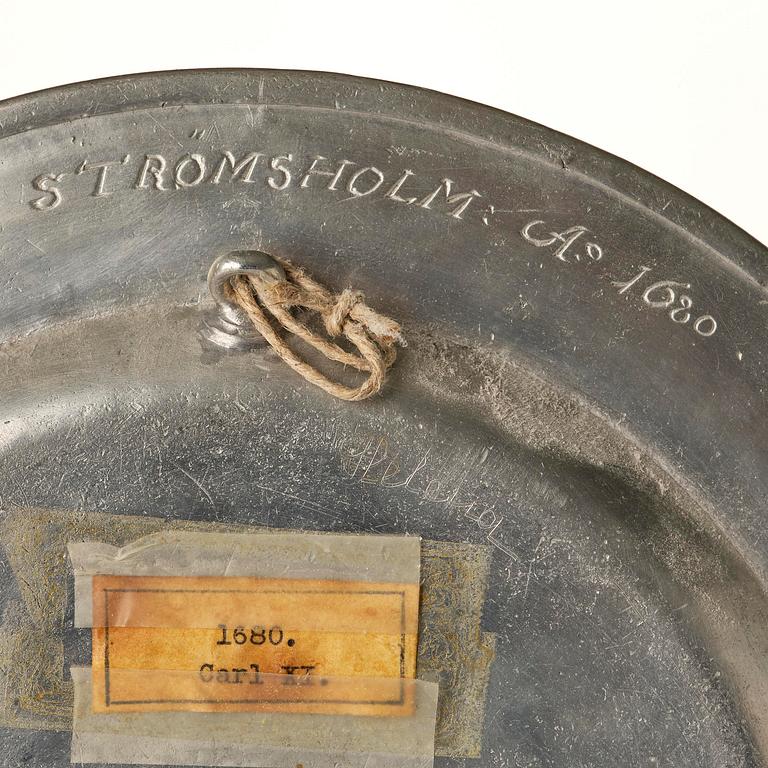 STRÖMSHOLM: Ao 1680
1680.
Carl XI.